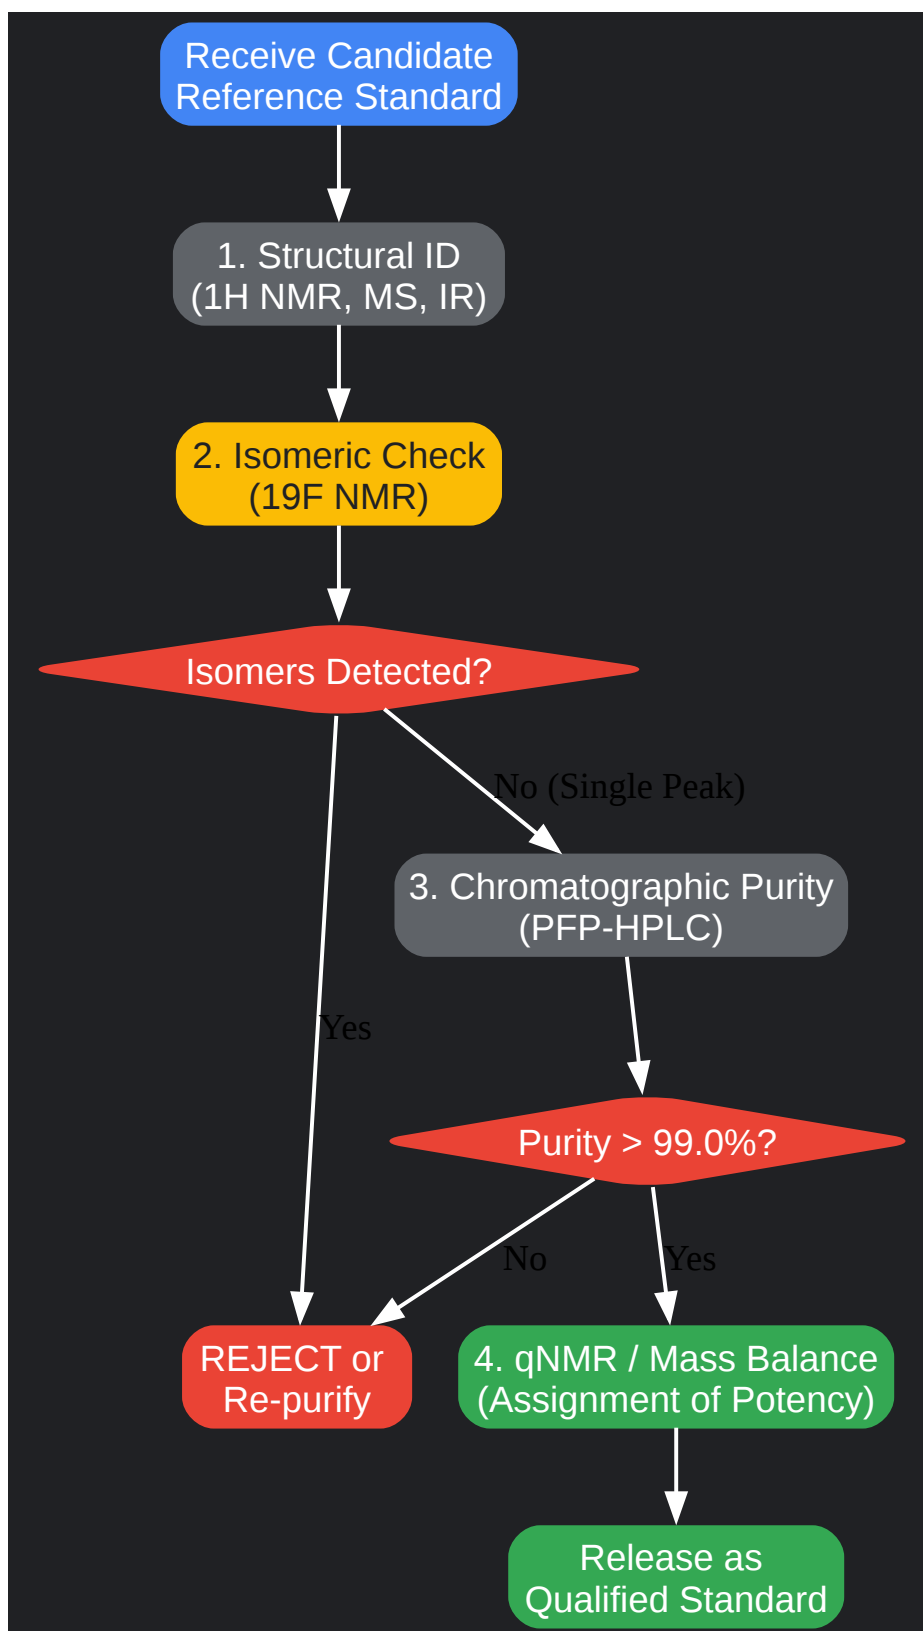 Receive Candidate
Reference Standard
1. Structural ID
(1H NMR, MS, IR)
2. Isomeric Check
(19F NMR)
Isomers Detected?
No (Single Peak)
3. Chromatographic Purity
(PFP-HPLC)
Yes
Purity > 99.0%?
No
Yes
REJECT or
Re-purify
4. qNMR / Mass Balance
(Assignment of Potency)
Release as
Qualified Standard